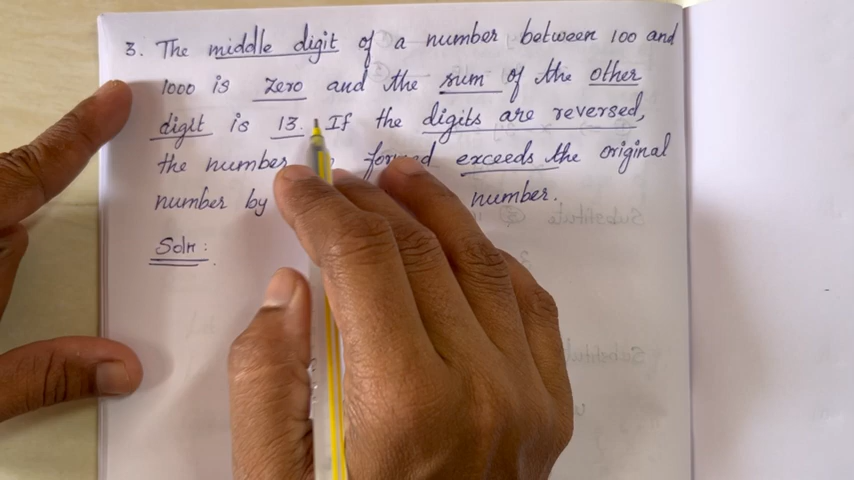 3. The middle digit of a number between 100 and
1000 is zero and the sum of the other
digit is 13. If the digits are reversed,
the number formed exceeds the original
number by number.
Soln: